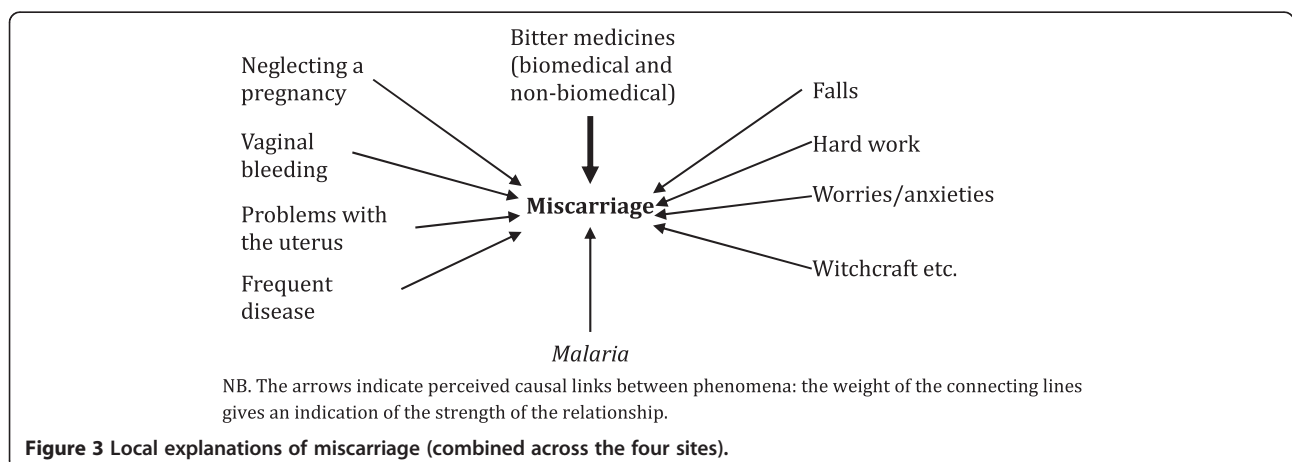 Bitter medicines
(biomedical and
non-biomedical)
Neglecting a
pregnancy
Vaginal
bleeding
Problems with
the uterus
Frequent
disease
Miscarriage
Falls
Hard work
Worries/anxieties
Witchcraft etc.
Malaria
NB. The arrows indicate perceived causal links between phenomena: the weight of the connecting lines
gives an indication of the strength of the relationship.
Figure 3 Local explanations of miscarriage (combined across the four sites).